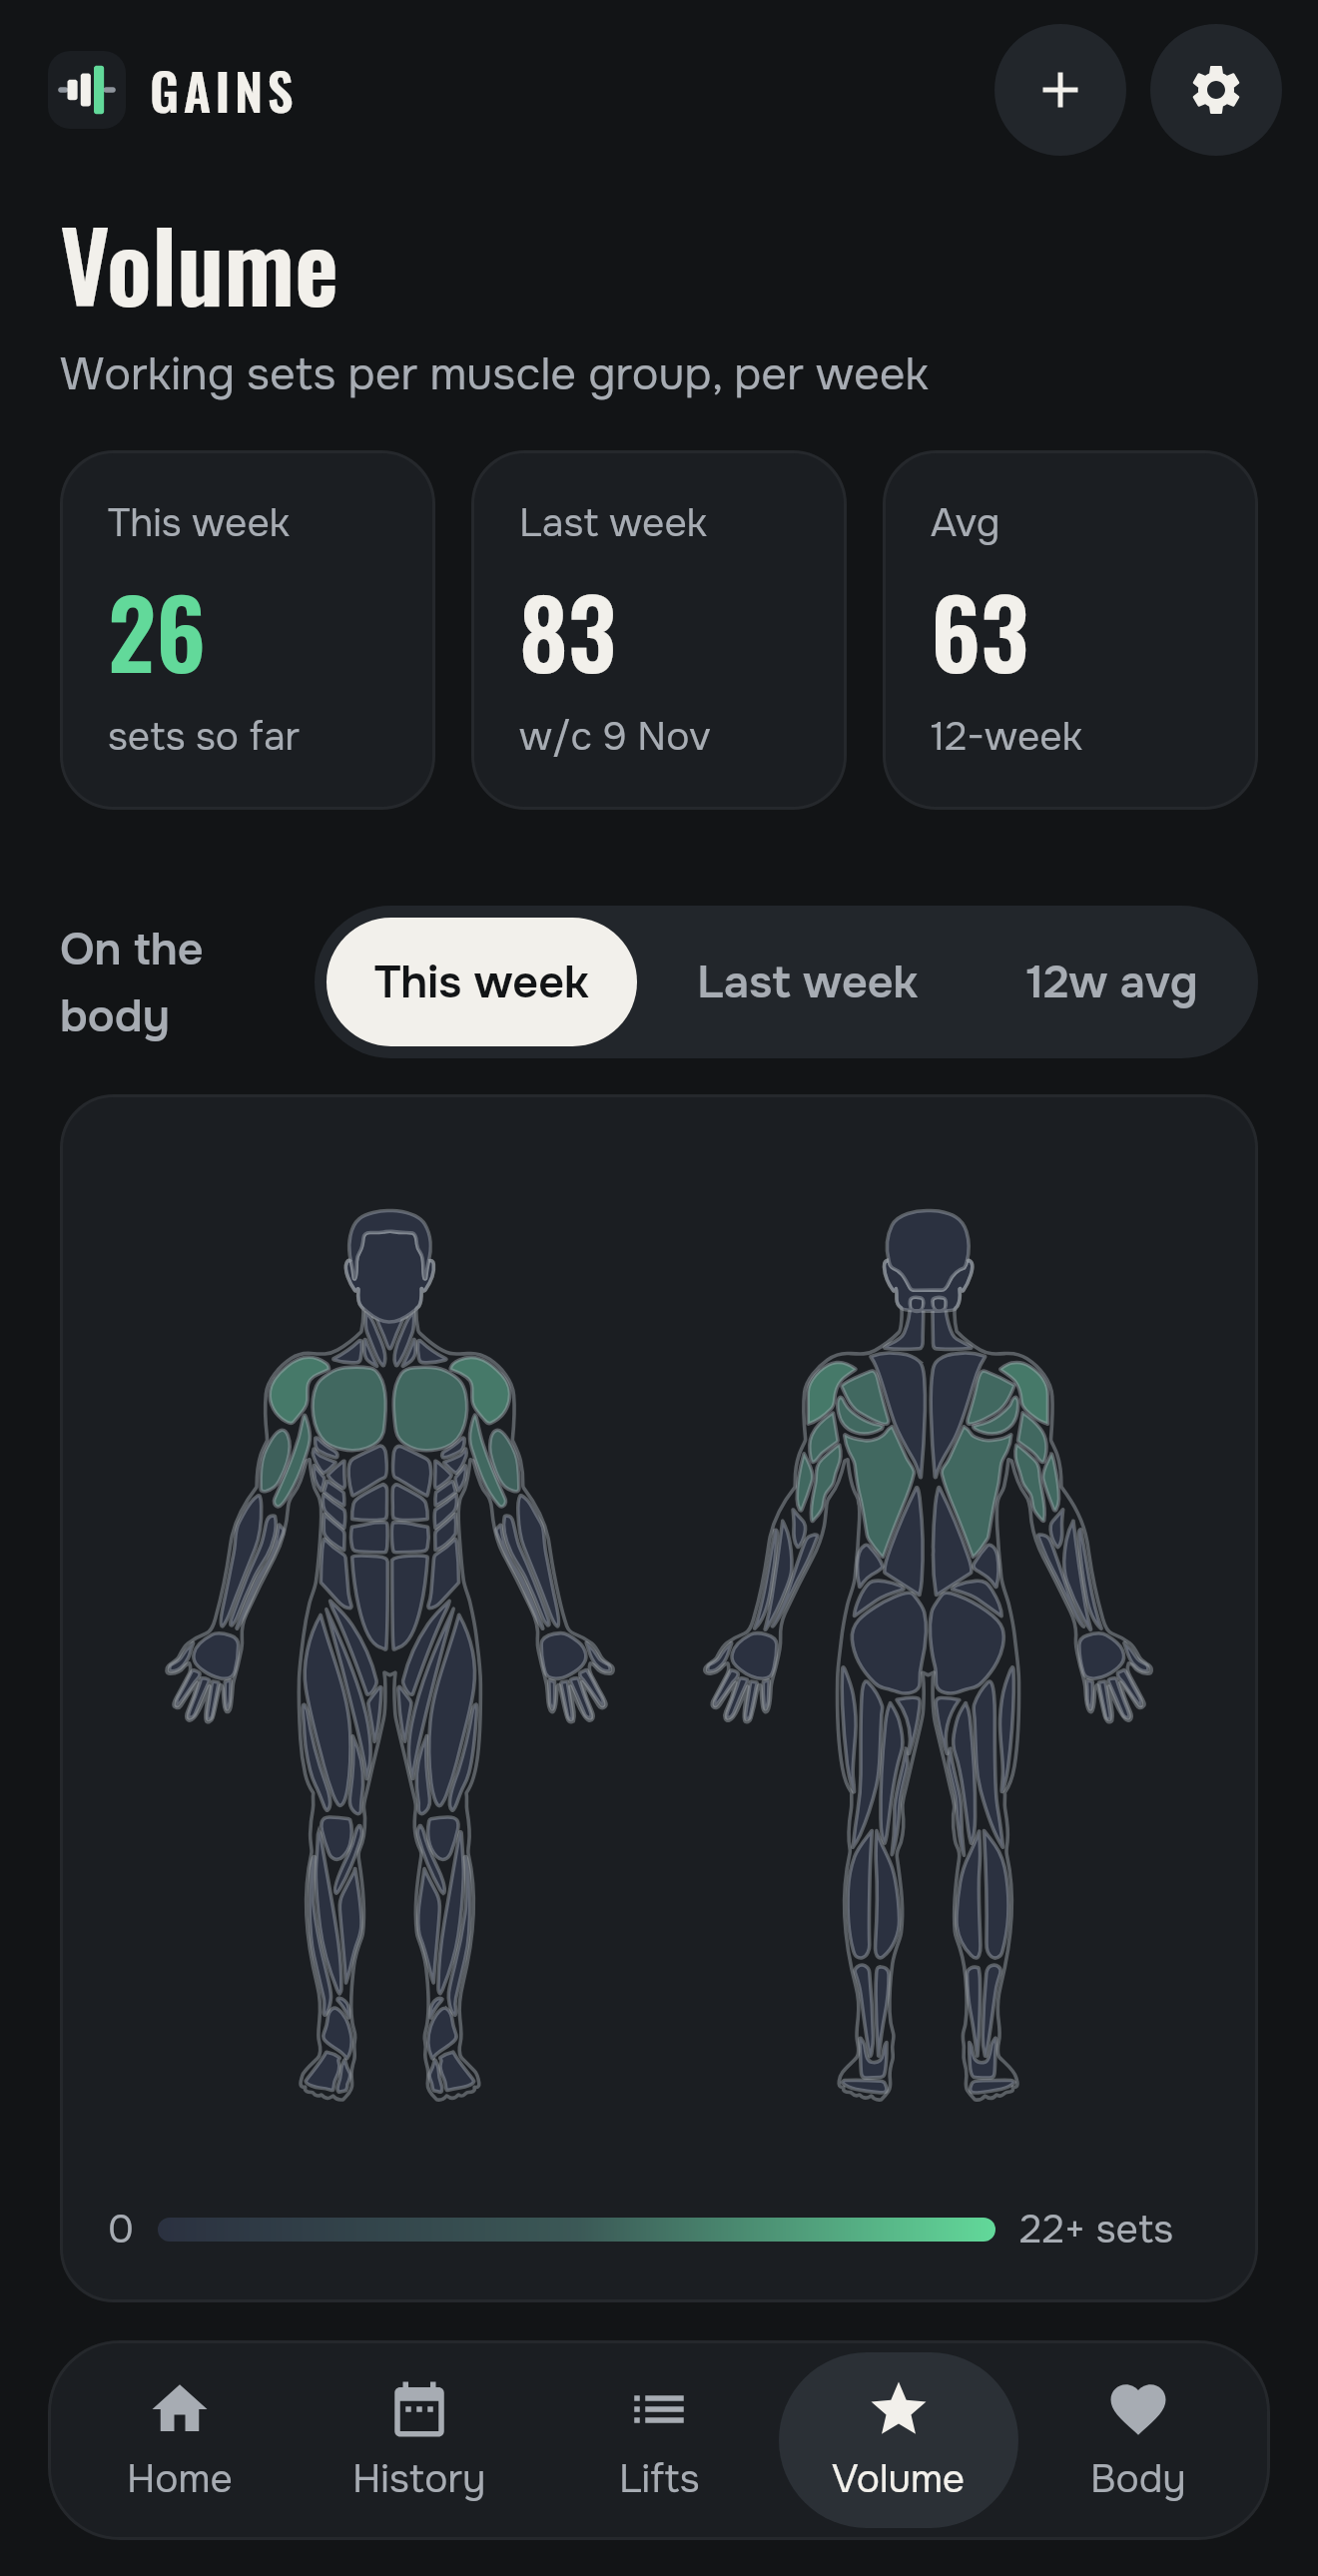 GAINS
Volume
Working sets per muscle group, per week
This week
26
sets so far
Last week
83
w/c 9 Nov
Avg
63
12-week
On the
body
This week
Last week
12w avg
0
22+ sets
Home
History
Lifts
Volume
Body